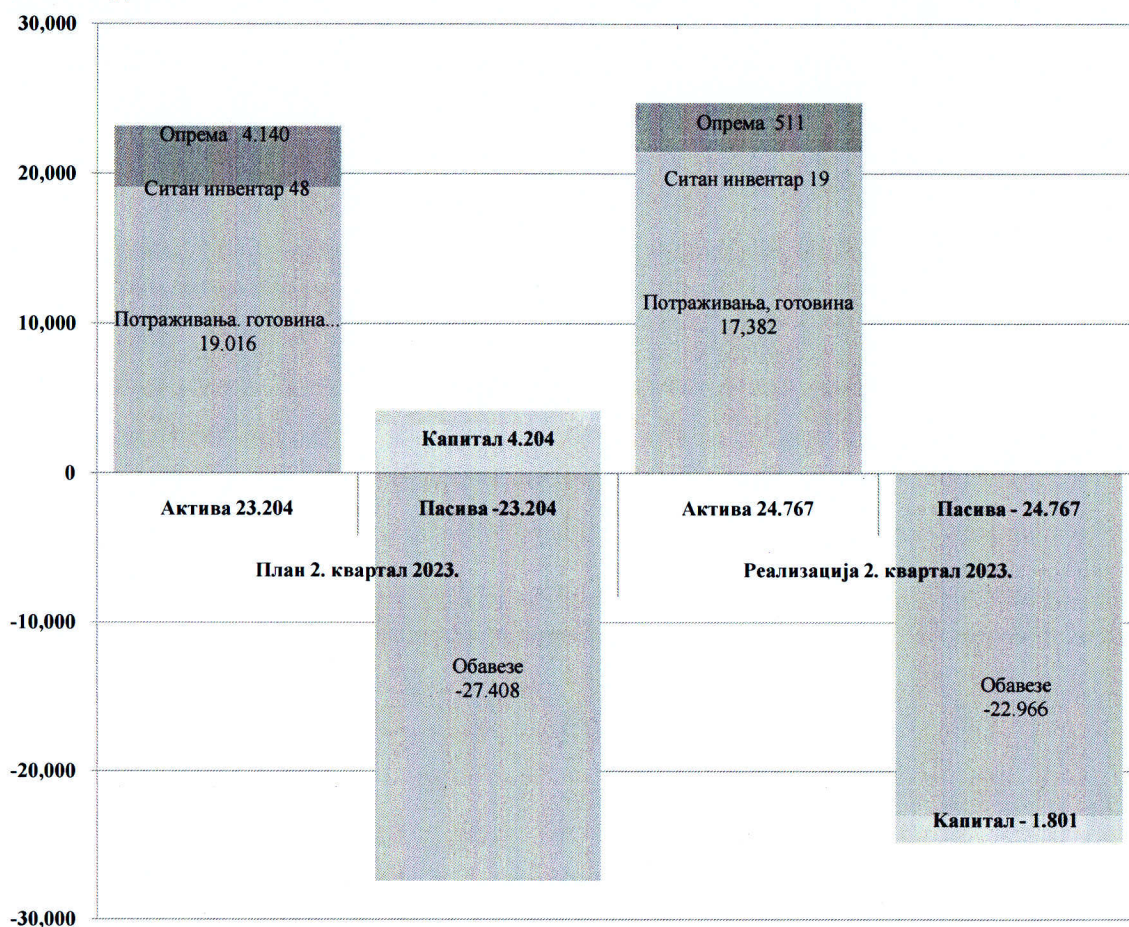 30,000
20,000
10,000
0
-10,000
-20,000
-30,000
Опрема 4.140
Ситан инвентар 48
Потраживања. готовина...
19.016
Капитал 4.204
Опрема 511
Ситан инвентар 19
Потраживања, готовина
17,382
Актива 23.204
Пасива -23.204
Актива 24.767
Пасива - 24.767
План 2. квартал 2023.
Реализација 2. квартал 2023.
Обавезе
-27.408
Обавезе
-22.966
Капитал - 1.801